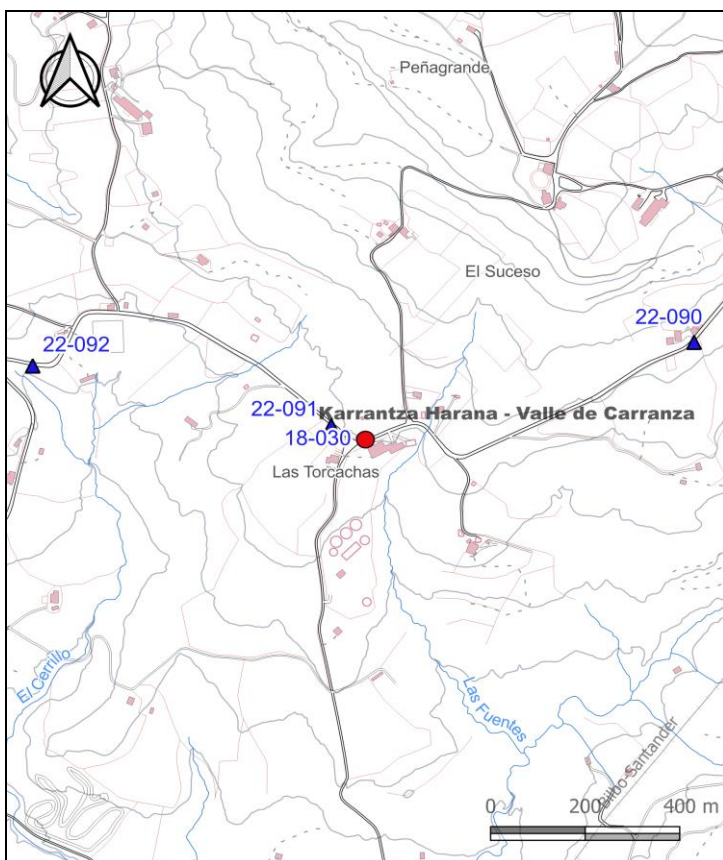 Peñagrande
El Suceso
22-090
22-092
22-091
Karrantza Harana - Valle de Carranza
18-030
Las Torcachas
El Cerrillo
Las Fuentes
Bilbo-Santander
0 200 400 m